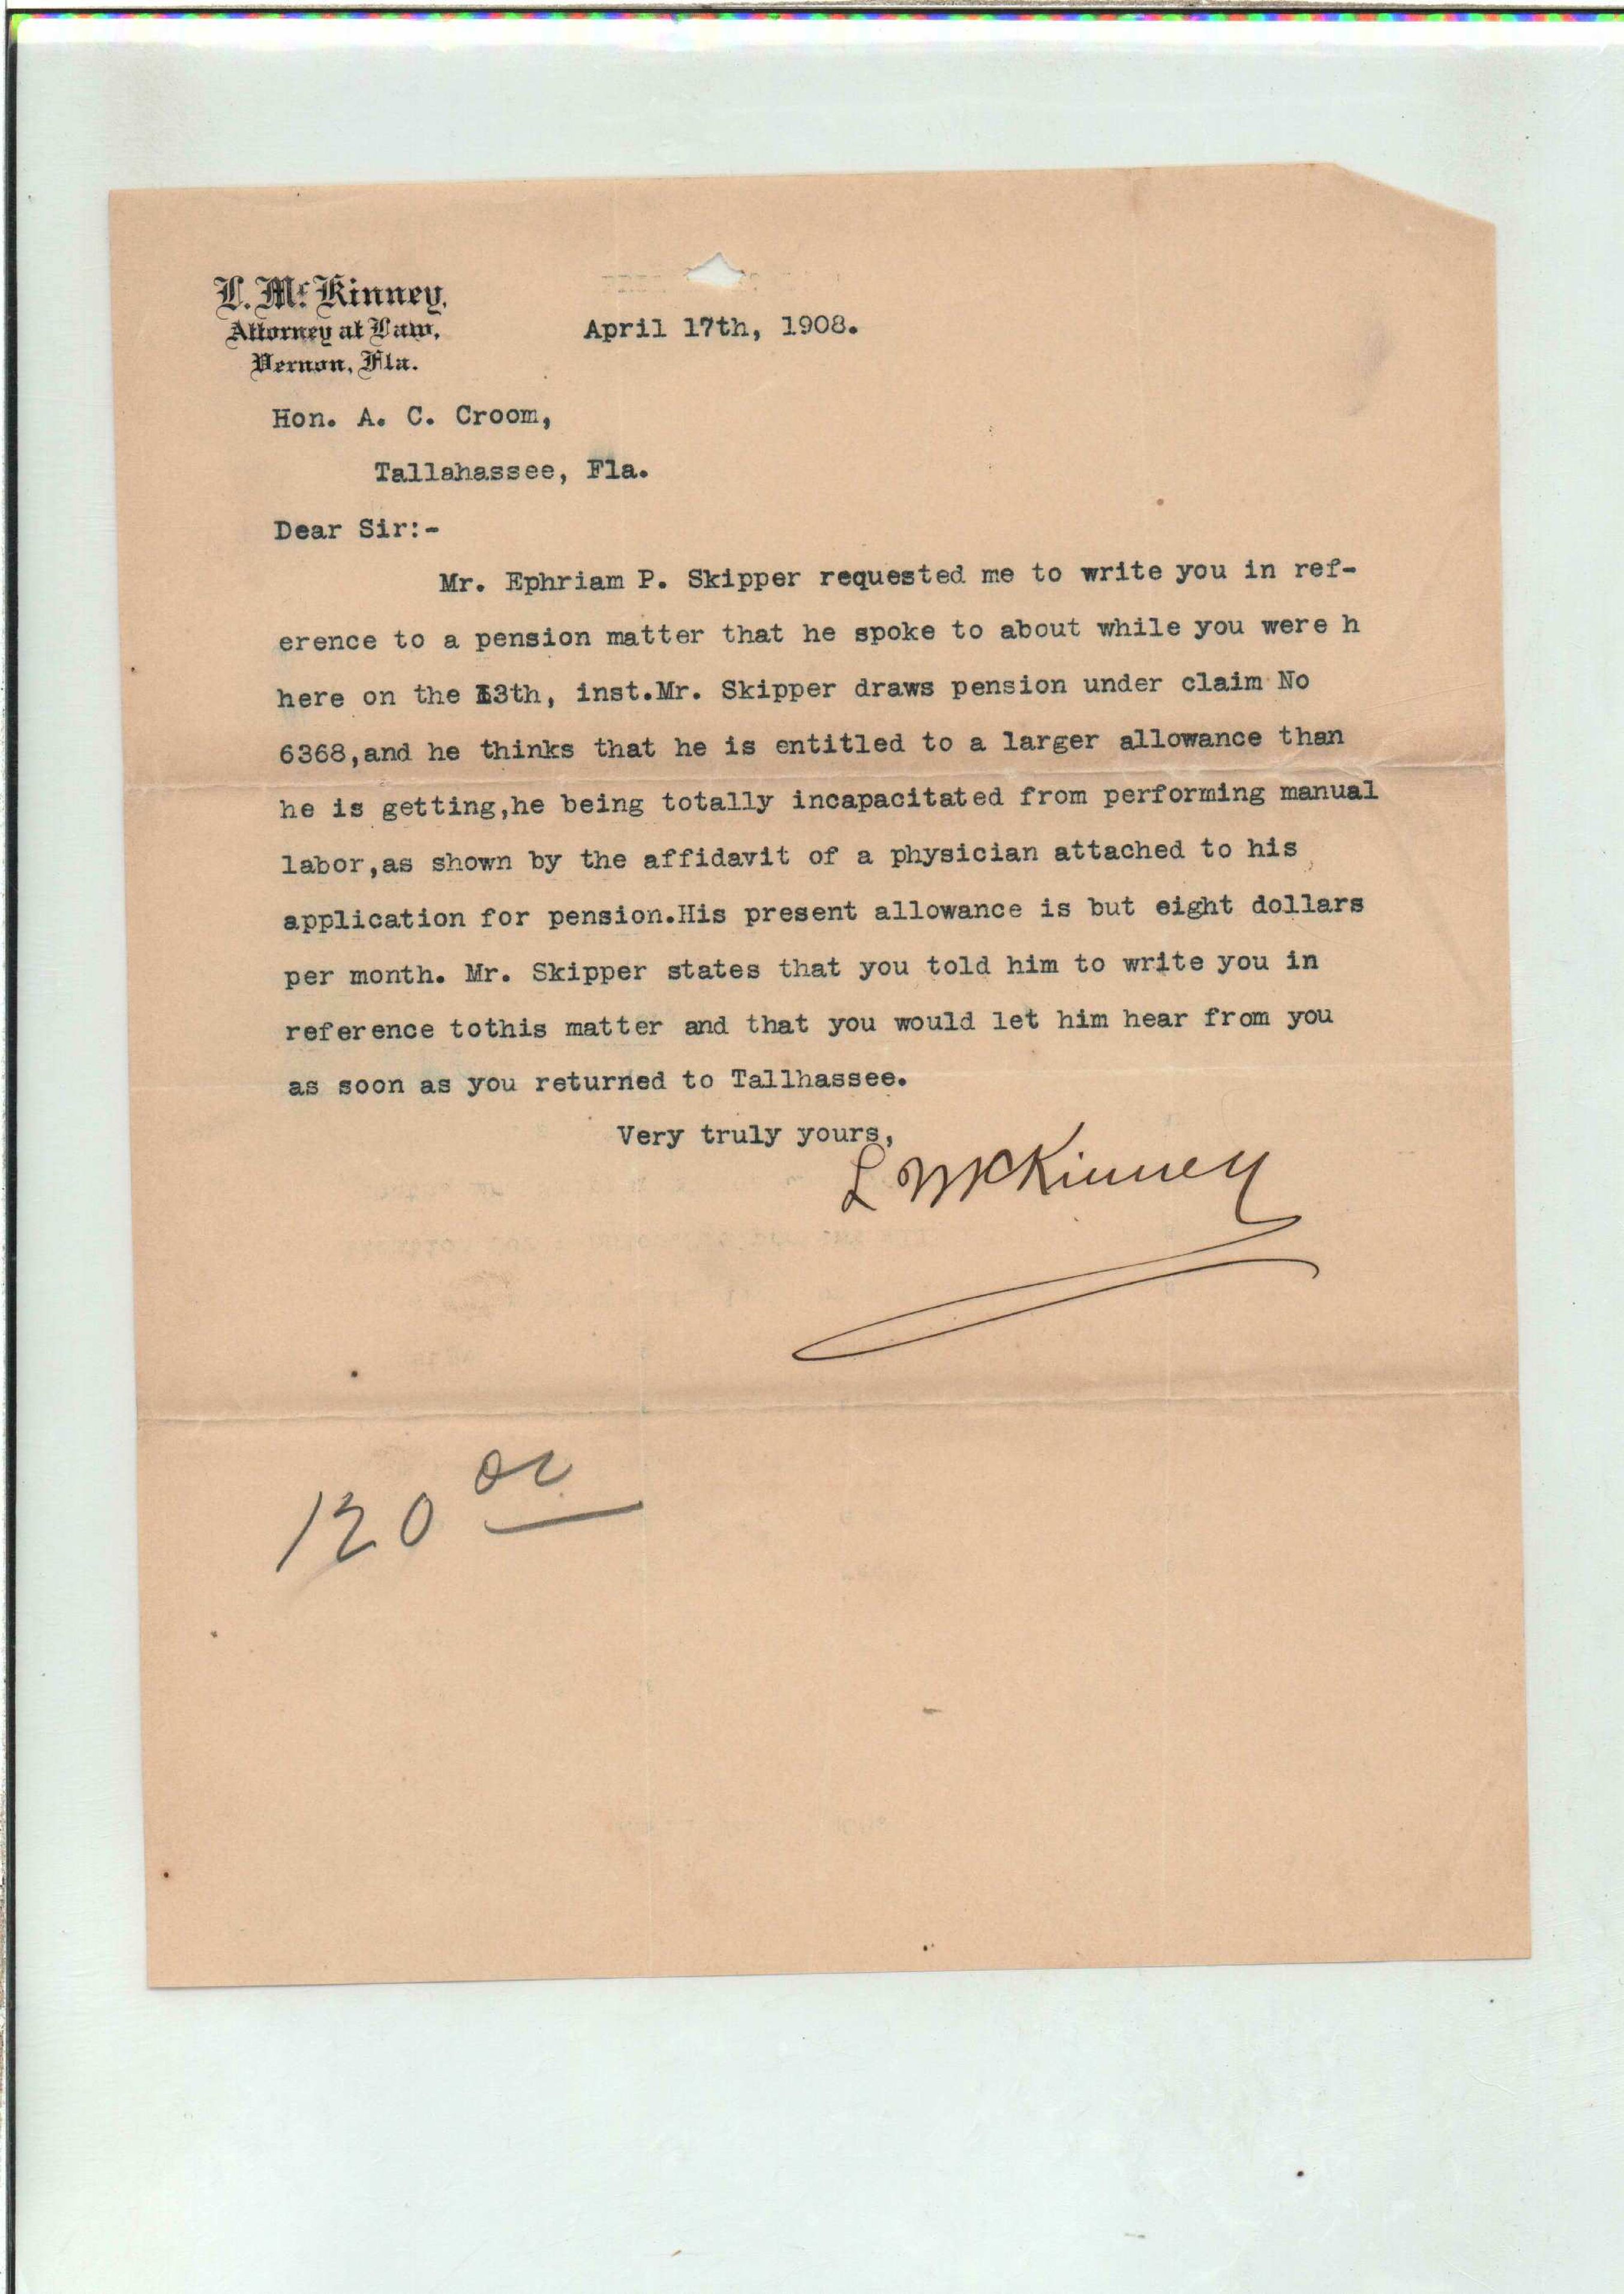 L. Mc Kinney,
Attorney at Law,
Vernon, Fla.
April 17th, 1908.
Hon. A. C. Croom,
Tallahassee, Fla.
Dear Sir:-
Mr. Ephriam P. Skipper requested me to write you in ref-
erence to a pension matter that he spoke to about while you were h
here on the 13th, inst.Mr. Skipper draws pension under claim No
6368,and he thinks that he is entitled to a larger allowance than
he is getting,he being totally incapacitated from performing manual
labor,as shown by the affidavit of a physician attached to his
application for pension.His present allowance is but eight dollars
per month. Mr. Skipper states that you told him to write you in
reference tothis matter and that you would let him hear from you
as soon as you returned to Tallhassee.
Very truly yours,
L McKinney
120 00